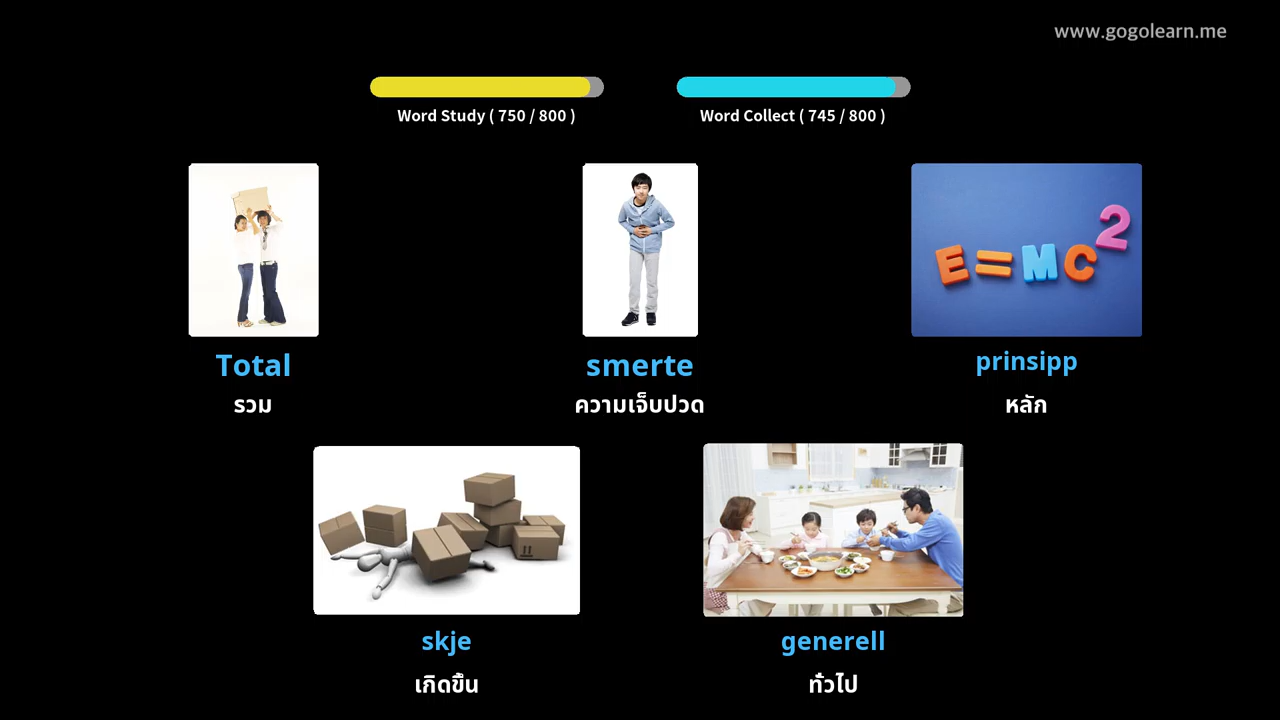 www.gogolearn.me
Word Study ( 750 / 800 )
Word Collect ( 745 / 800 )
E=MC2
Total
smerte
prinsipp
รวม
ความเจ็บปวด
หลัก
skje
generell
เกิดขึ้น
ทั่วไป